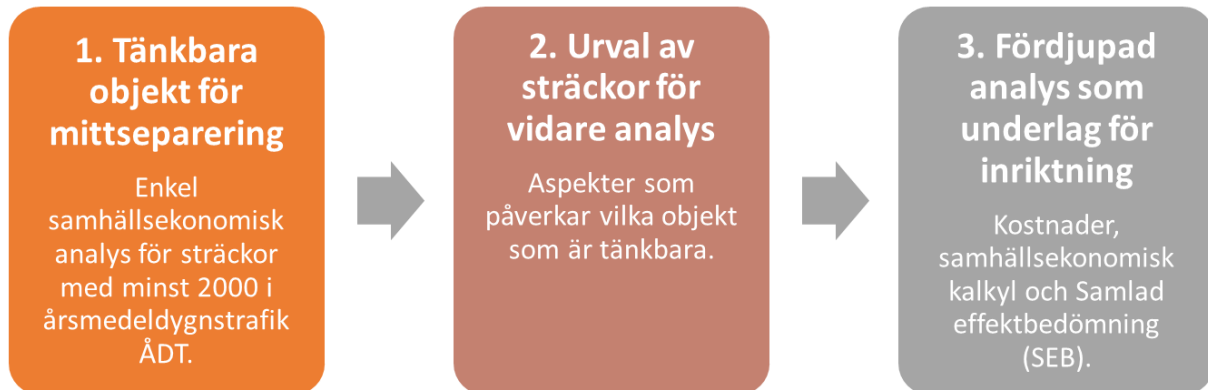 1. Tänkbara
objekt för
mittseparering
Enkel
samhällsekonomisk
analys för sträckor
med minst 2000 i
årsmedeldygnstrafik
ÅDT.
2. Urval av
sträckor för
vidare analys
Aspekter som
påverkar vilka objekt
som är tänkbara.
3. Fördjupad
analys som
underlag för
inriktning
Kostnader,
samhällsekonomisk
kalkyl och Samlad
effektbedömning
(SEB).